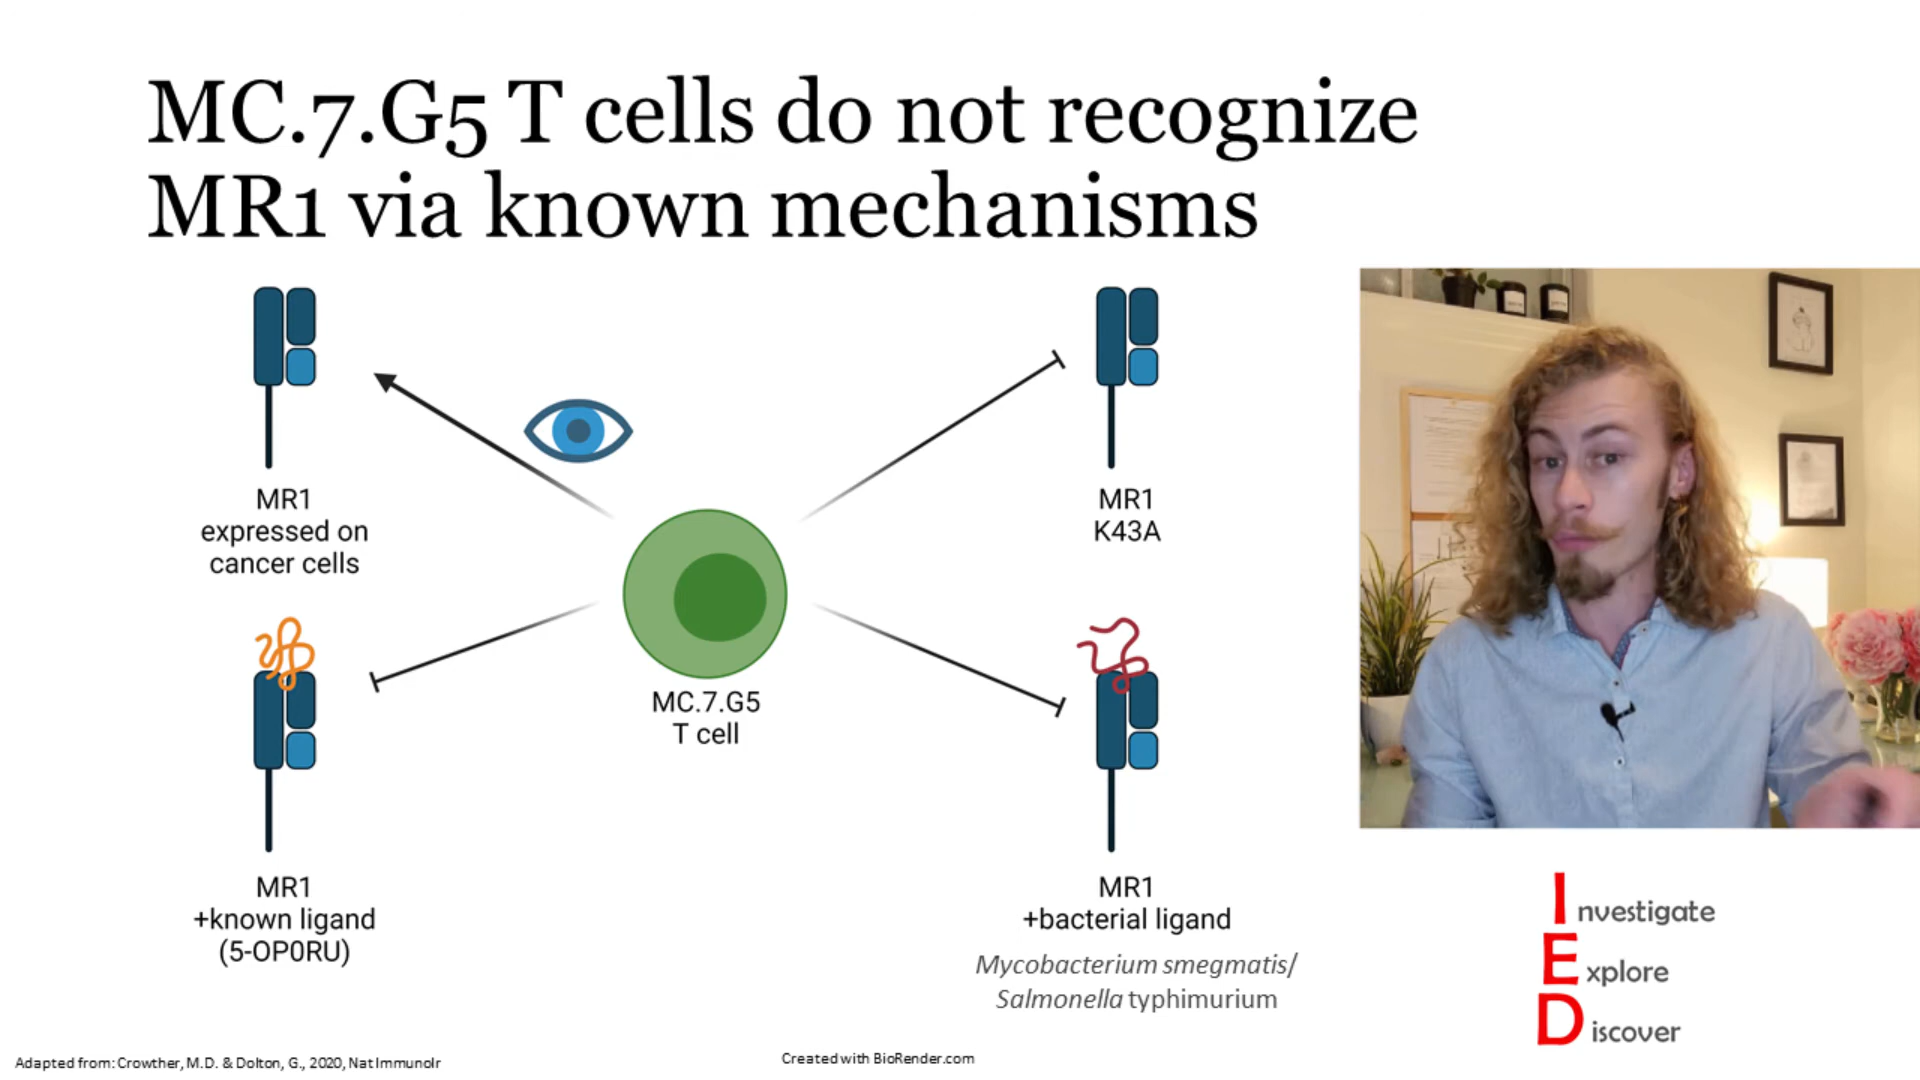 MC.7.G5 T cells do not recognize
MR1 via known mechanisms
MR1
expressed on
cancer cells
MR1
K43A
MC.7.G5
T cell
MR1
+known ligand
(5-OP0RU)
MR1
+bacterial ligand
Mycobacterium smegmatis/
Salmonella typhimurium
Investigate
Explore
Discover
Adapted from: Crowther, M.D. & Dolton, G., 2020, Nat Immunolr
Created with BioRender.com